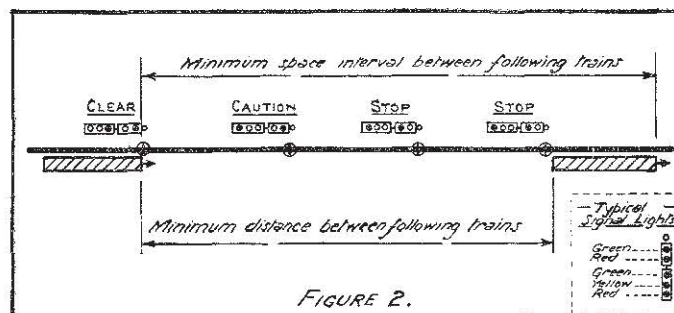 Minimum space interval between following trains
CLEAR CAUTION STOP STOP
Minimum distance between following trains
Typical
Signal Lights
Green
Red
Green
Yellow
Red
FIGURE 2.